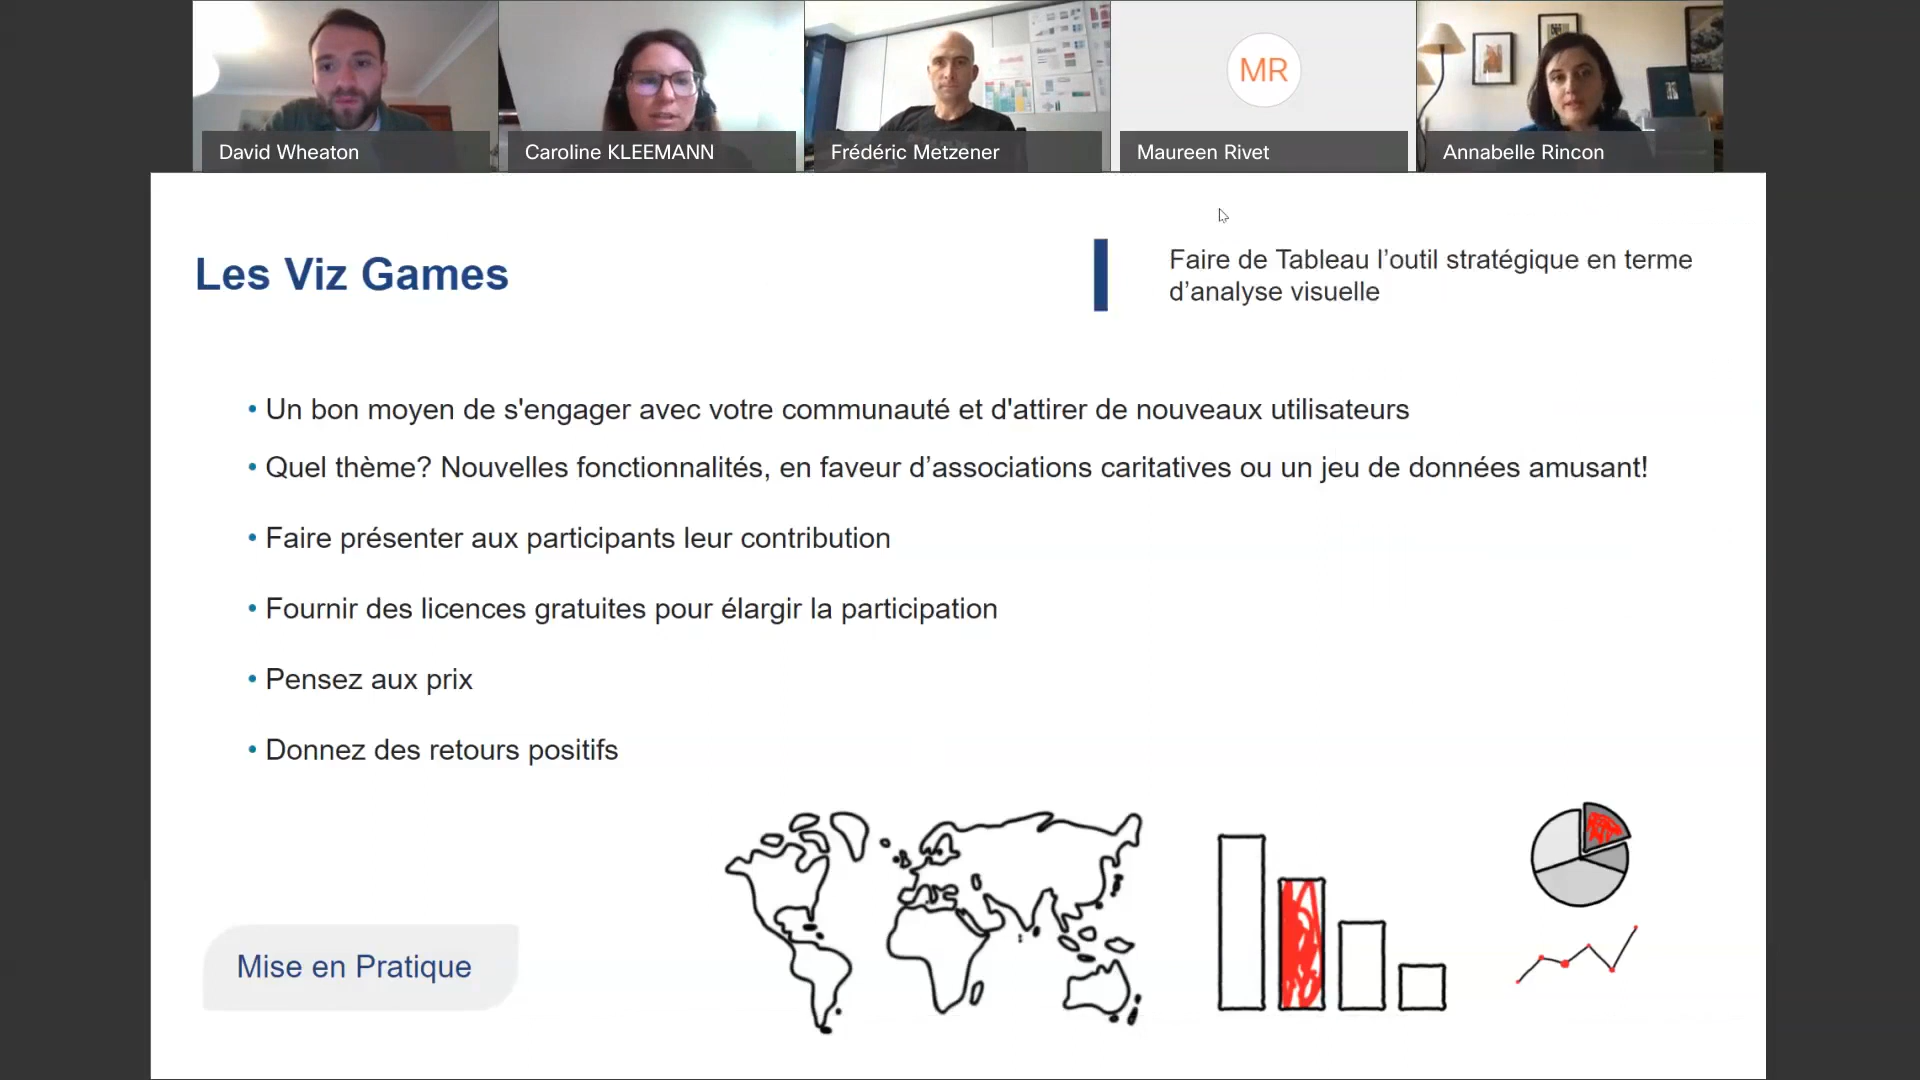 David Wheaton
Caroline KLEEMANN
Frédéric Metzener
MR
Maureen Rivet
Annabelle Rincon
Les Viz Games
Faire de Tableau l’outil stratégique en terme
d’analyse visuelle
• Un bon moyen de s'engager avec votre communauté et d'attirer de nouveaux utilisateurs
• Quel thème? Nouvelles fonctionnalités, en faveur d’associations caritatives ou un jeu de données amusant!
• Faire présenter aux participants leur contribution
• Fournir des licences gratuites pour élargir la participation
• Pensez aux prix
• Donnez des retours positifs
Mise en Pratique